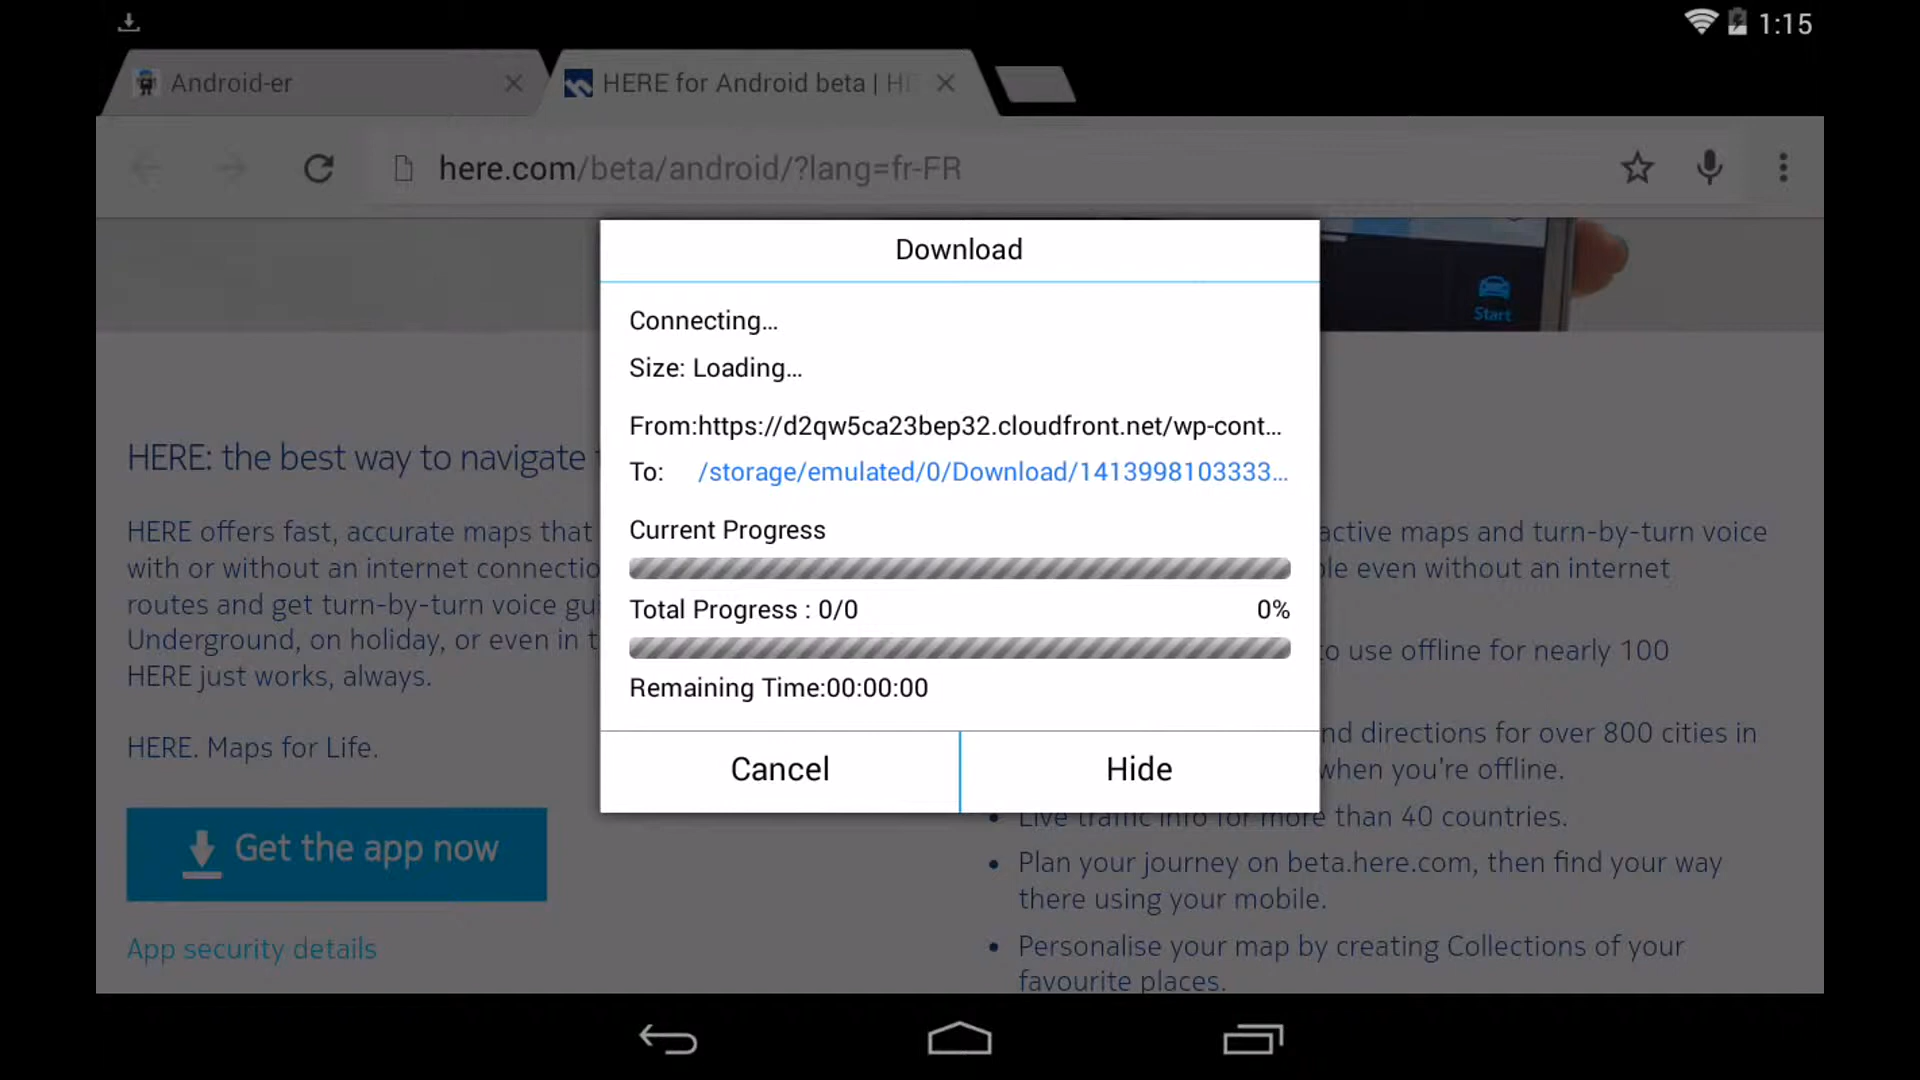 1:15
Android-er
HERE for Android beta | HE
here.com/beta/android/?lang=fr-FR
Start
Download
Connecting...
Size: Loading...
From:https://d2qw5ca23bep32.cloudfront.net/wp-cont...
To: /storage/emulated/0/Download/1413998103333...
Current Progress
Total Progress : 0/0 0%
Remaining Time:00:00:00
Cancel Hide
HERE: the best way to navigate
HERE offers fast, accurate maps that
with or without an internet connectio
routes and get turn-by-turn voice gu
Underground, on holiday, or even in t
HERE just works, always.
HERE. Maps for Life.
Get the app now
App security details
active maps and turn-by-turn voice
le even without an internet
to use offline for nearly 100
nd directions for over 800 cities in
when you're offline.
Live traffic info for more than 40 countries.
Plan your journey on beta.here.com, then find your way
there using your mobile.
Personalise your map by creating Collections of your
favourite places.